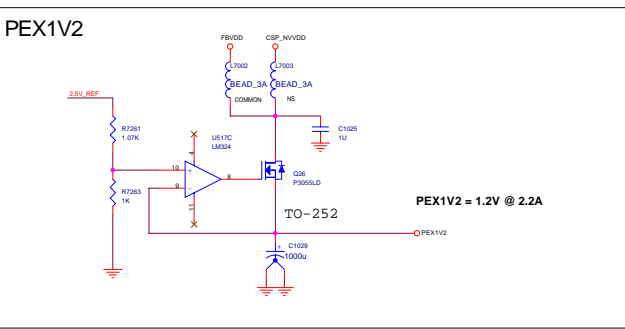 PEX1V2
FBVDD
CSP_NVVDD
L7002
L7003
BEAD_3A
BEAD_3A
COMMON
NS
2.5V_REF
R7261
1.07K
U517C
LM324
C1025
1U
4
10
+
8
9
-
11
Q26
P3055LD
R7263
1K
TO-252
PEX1V2 = 1.2V @ 2.2A
PEX1V2
+
C1029
1000u